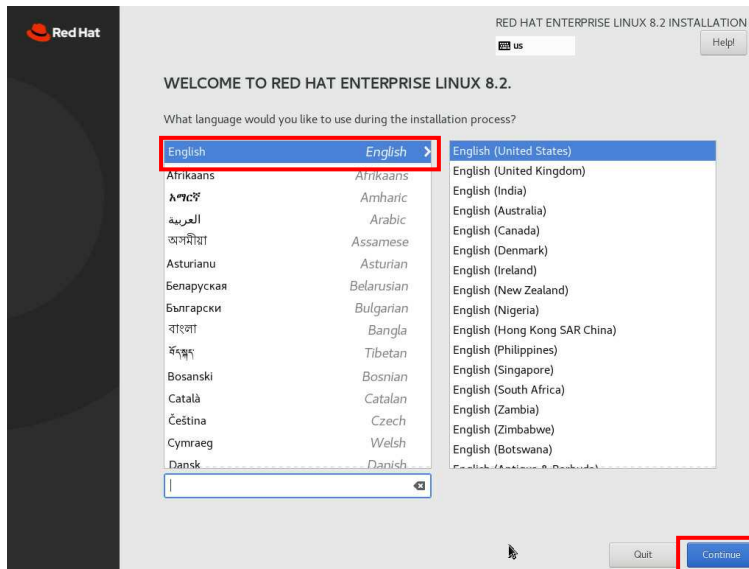 Red Hat
RED HAT ENTERPRISE LINUX 8.2 INSTALLATION
us
Help!
WELCOME TO RED HAT ENTERPRISE LINUX 8.2.
What language would you like to use during the installation process?
English English
Afrikaans Afrikaans
አማርኛ Amharic
العربية Arabic
অসমীয়া Assamese
Asturianu Asturian
Беларуская Belarusian
Български Bulgarian
বাংলা Bangla
བོད་སྐད་ Tibetan
Bosanski Bosnian
Català Catalan
Čeština Czech
Cymraeg Welsh
Dansk Danish
English (United States)
English (United Kingdom)
English (India)
English (Australia)
English (Canada)
English (Denmark)
English (Ireland)
English (New Zealand)
English (Nigeria)
English (Hong Kong SAR China)
English (Philippines)
English (Singapore)
English (South Africa)
English (Zambia)
English (Zimbabwe)
English (Botswana)
English (Antigua & Barbuda)
Quit
Continue